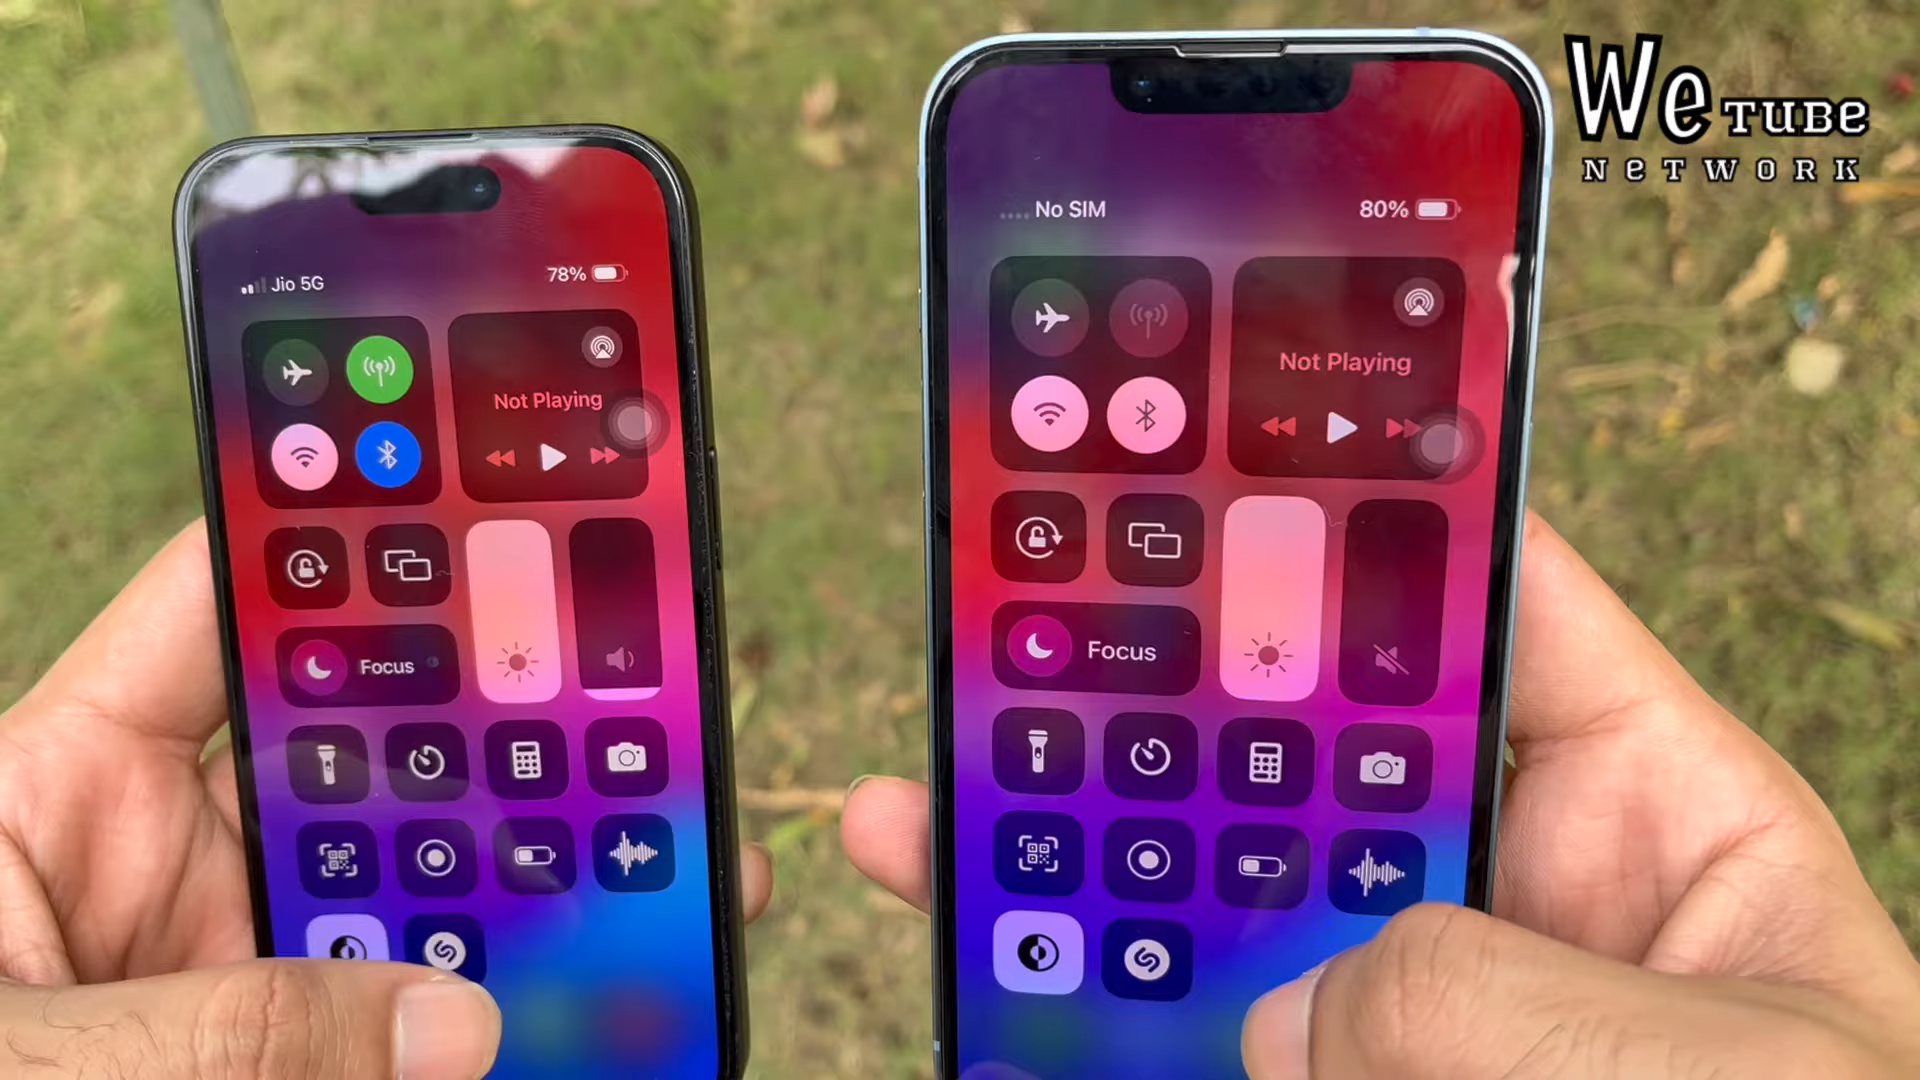 We TUBE
NETWORK
Jio 5G
78%
Not Playing
Focus
No SIM
80%
Not Playing
Focus